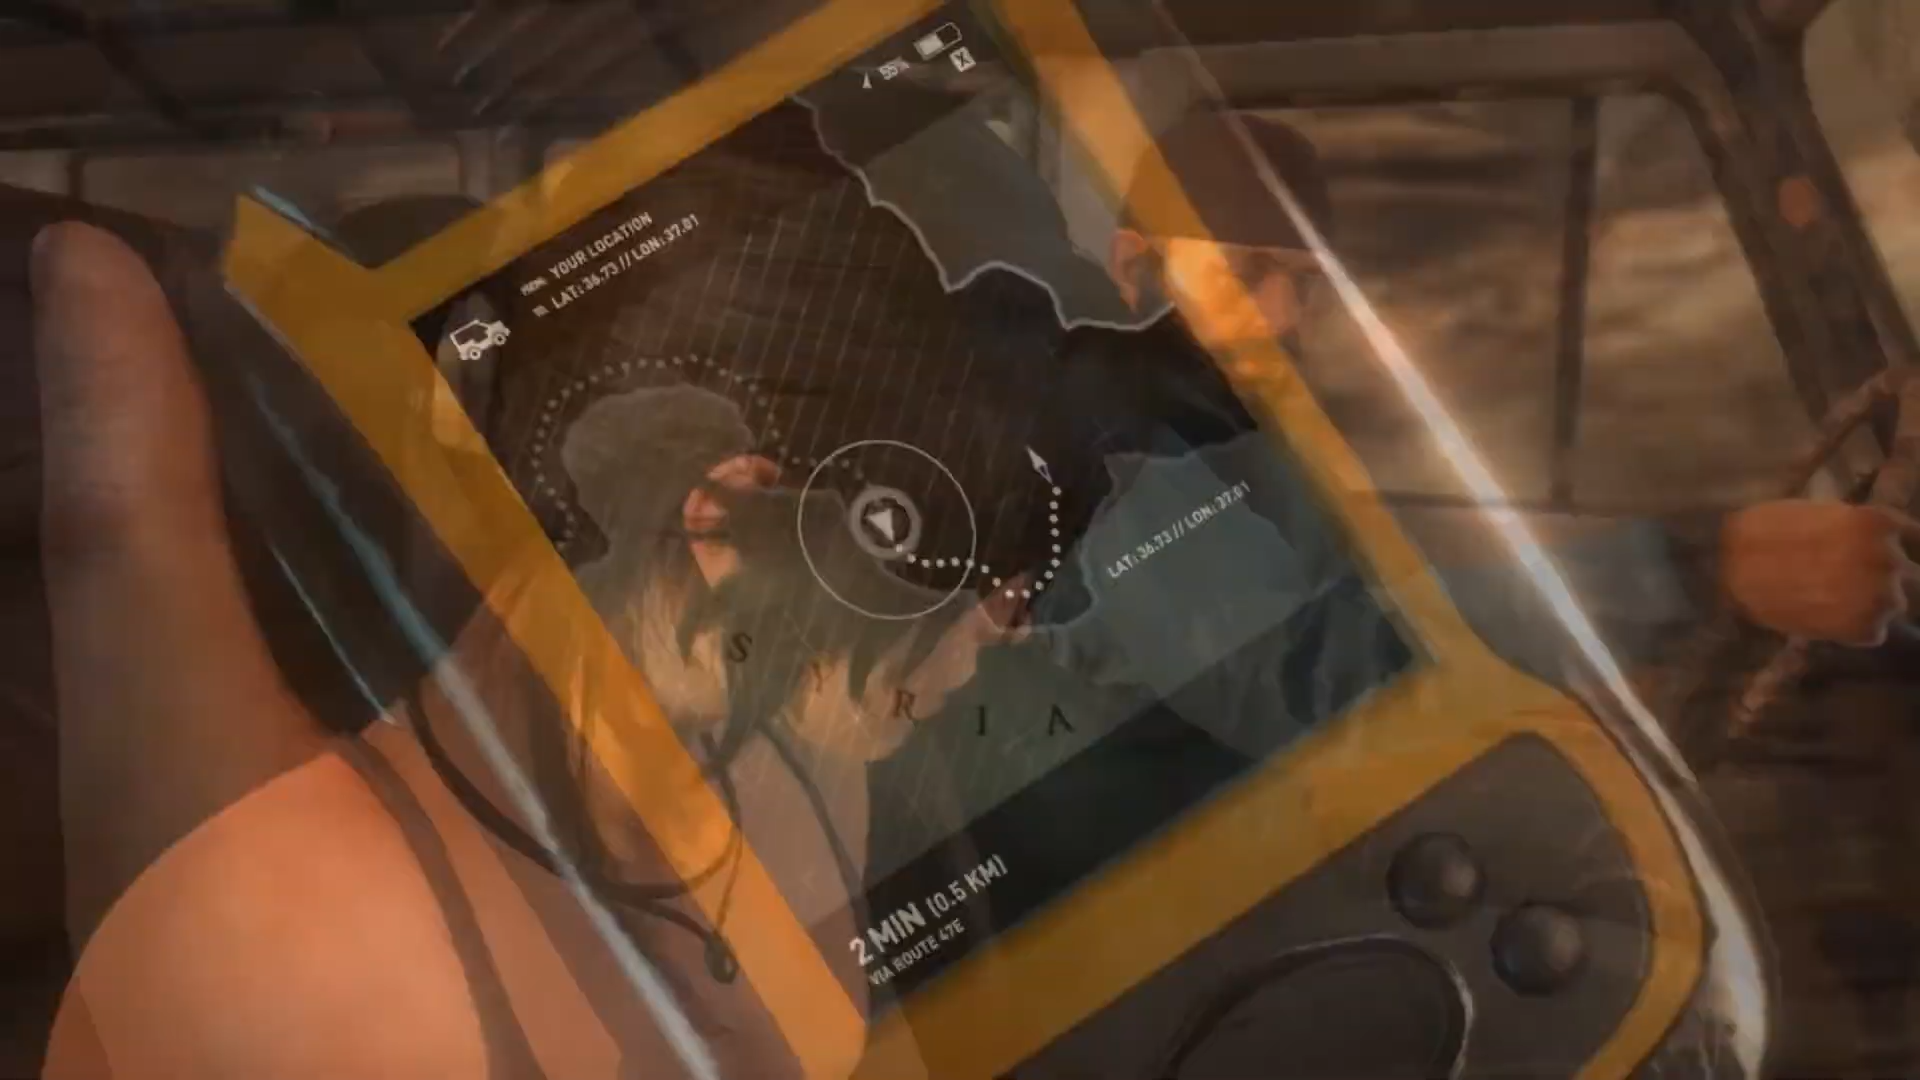 55%
X
YOUR LOCATION
LAT: 36.73 // LON: 37.01
LAT: 36.73 // LON: 37.01
SYRIA
2 MIN (0.5 KM)
VIA ROUTE 47E